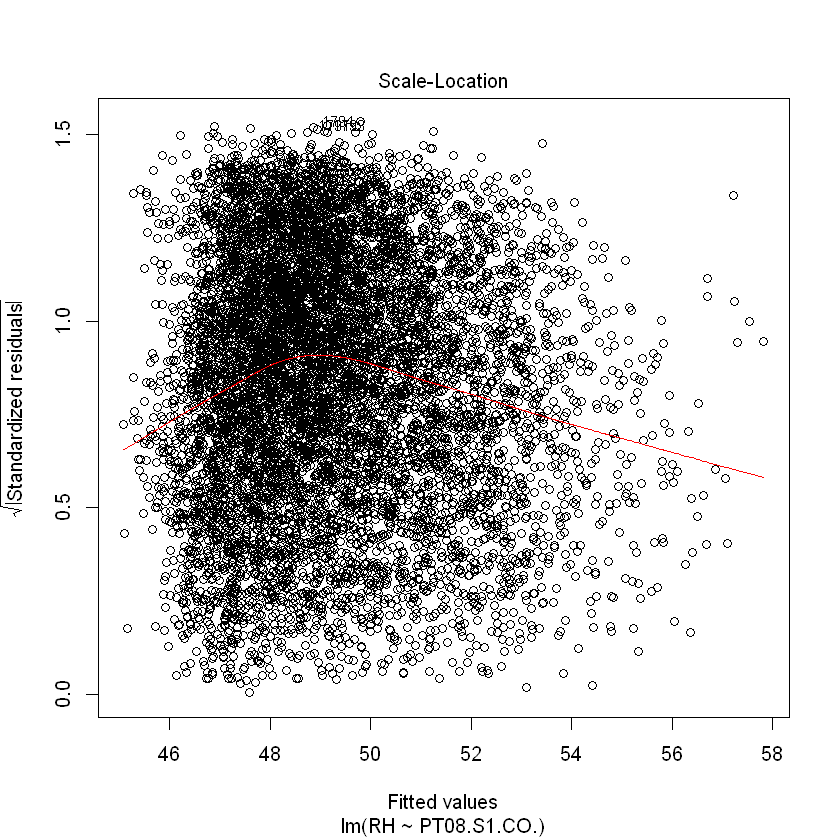 Scale-Location
√|Standardized residuals|
1.5
1.0
0.5
0.0
46 48 50 52 54 56 58
Fitted values
lm(RH ~ PT08.S1.CO.)